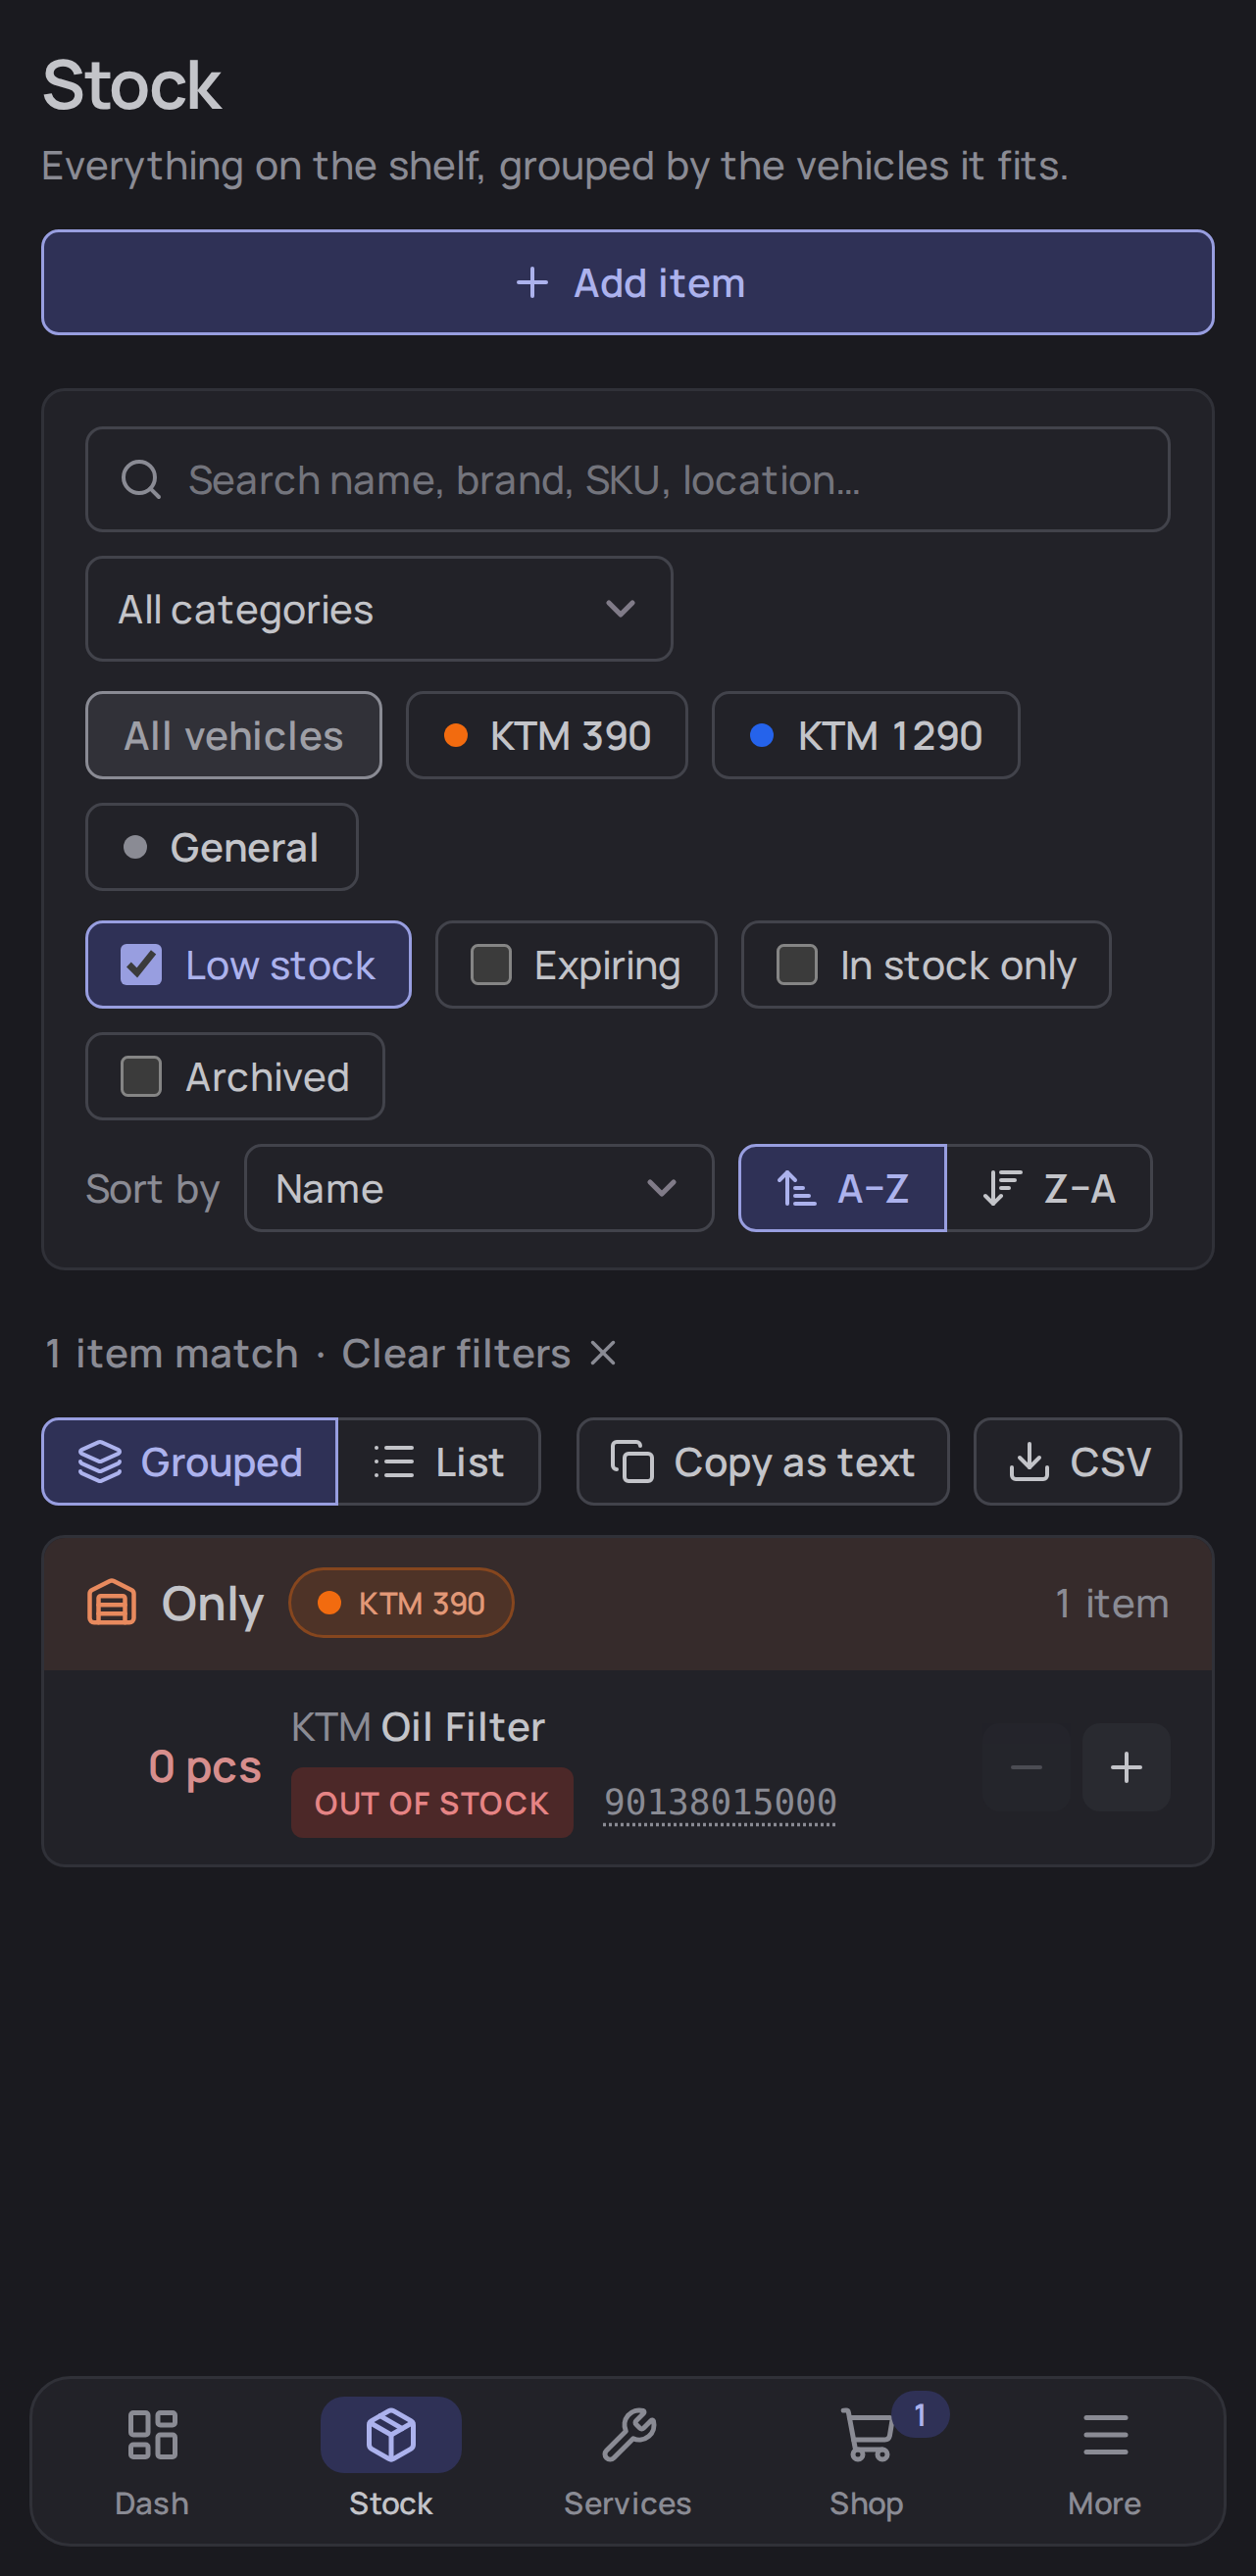 Stock
Everything on the shelf, grouped by the vehicles it fits.
Add item
Search name, brand, SKU, location...
All categories
All vehicles KTM 390 KTM 1290
General
Low stock Expiring In stock only
Archived
Sort by Name A–Z Z–A
1 item match · Clear filters
Grouped List Copy as text CSV
Only KTM 390 1 item
KTM Oil Filter
0 pcs
OUT OF STOCK 90138015000
1
Dash Stock Services Shop More